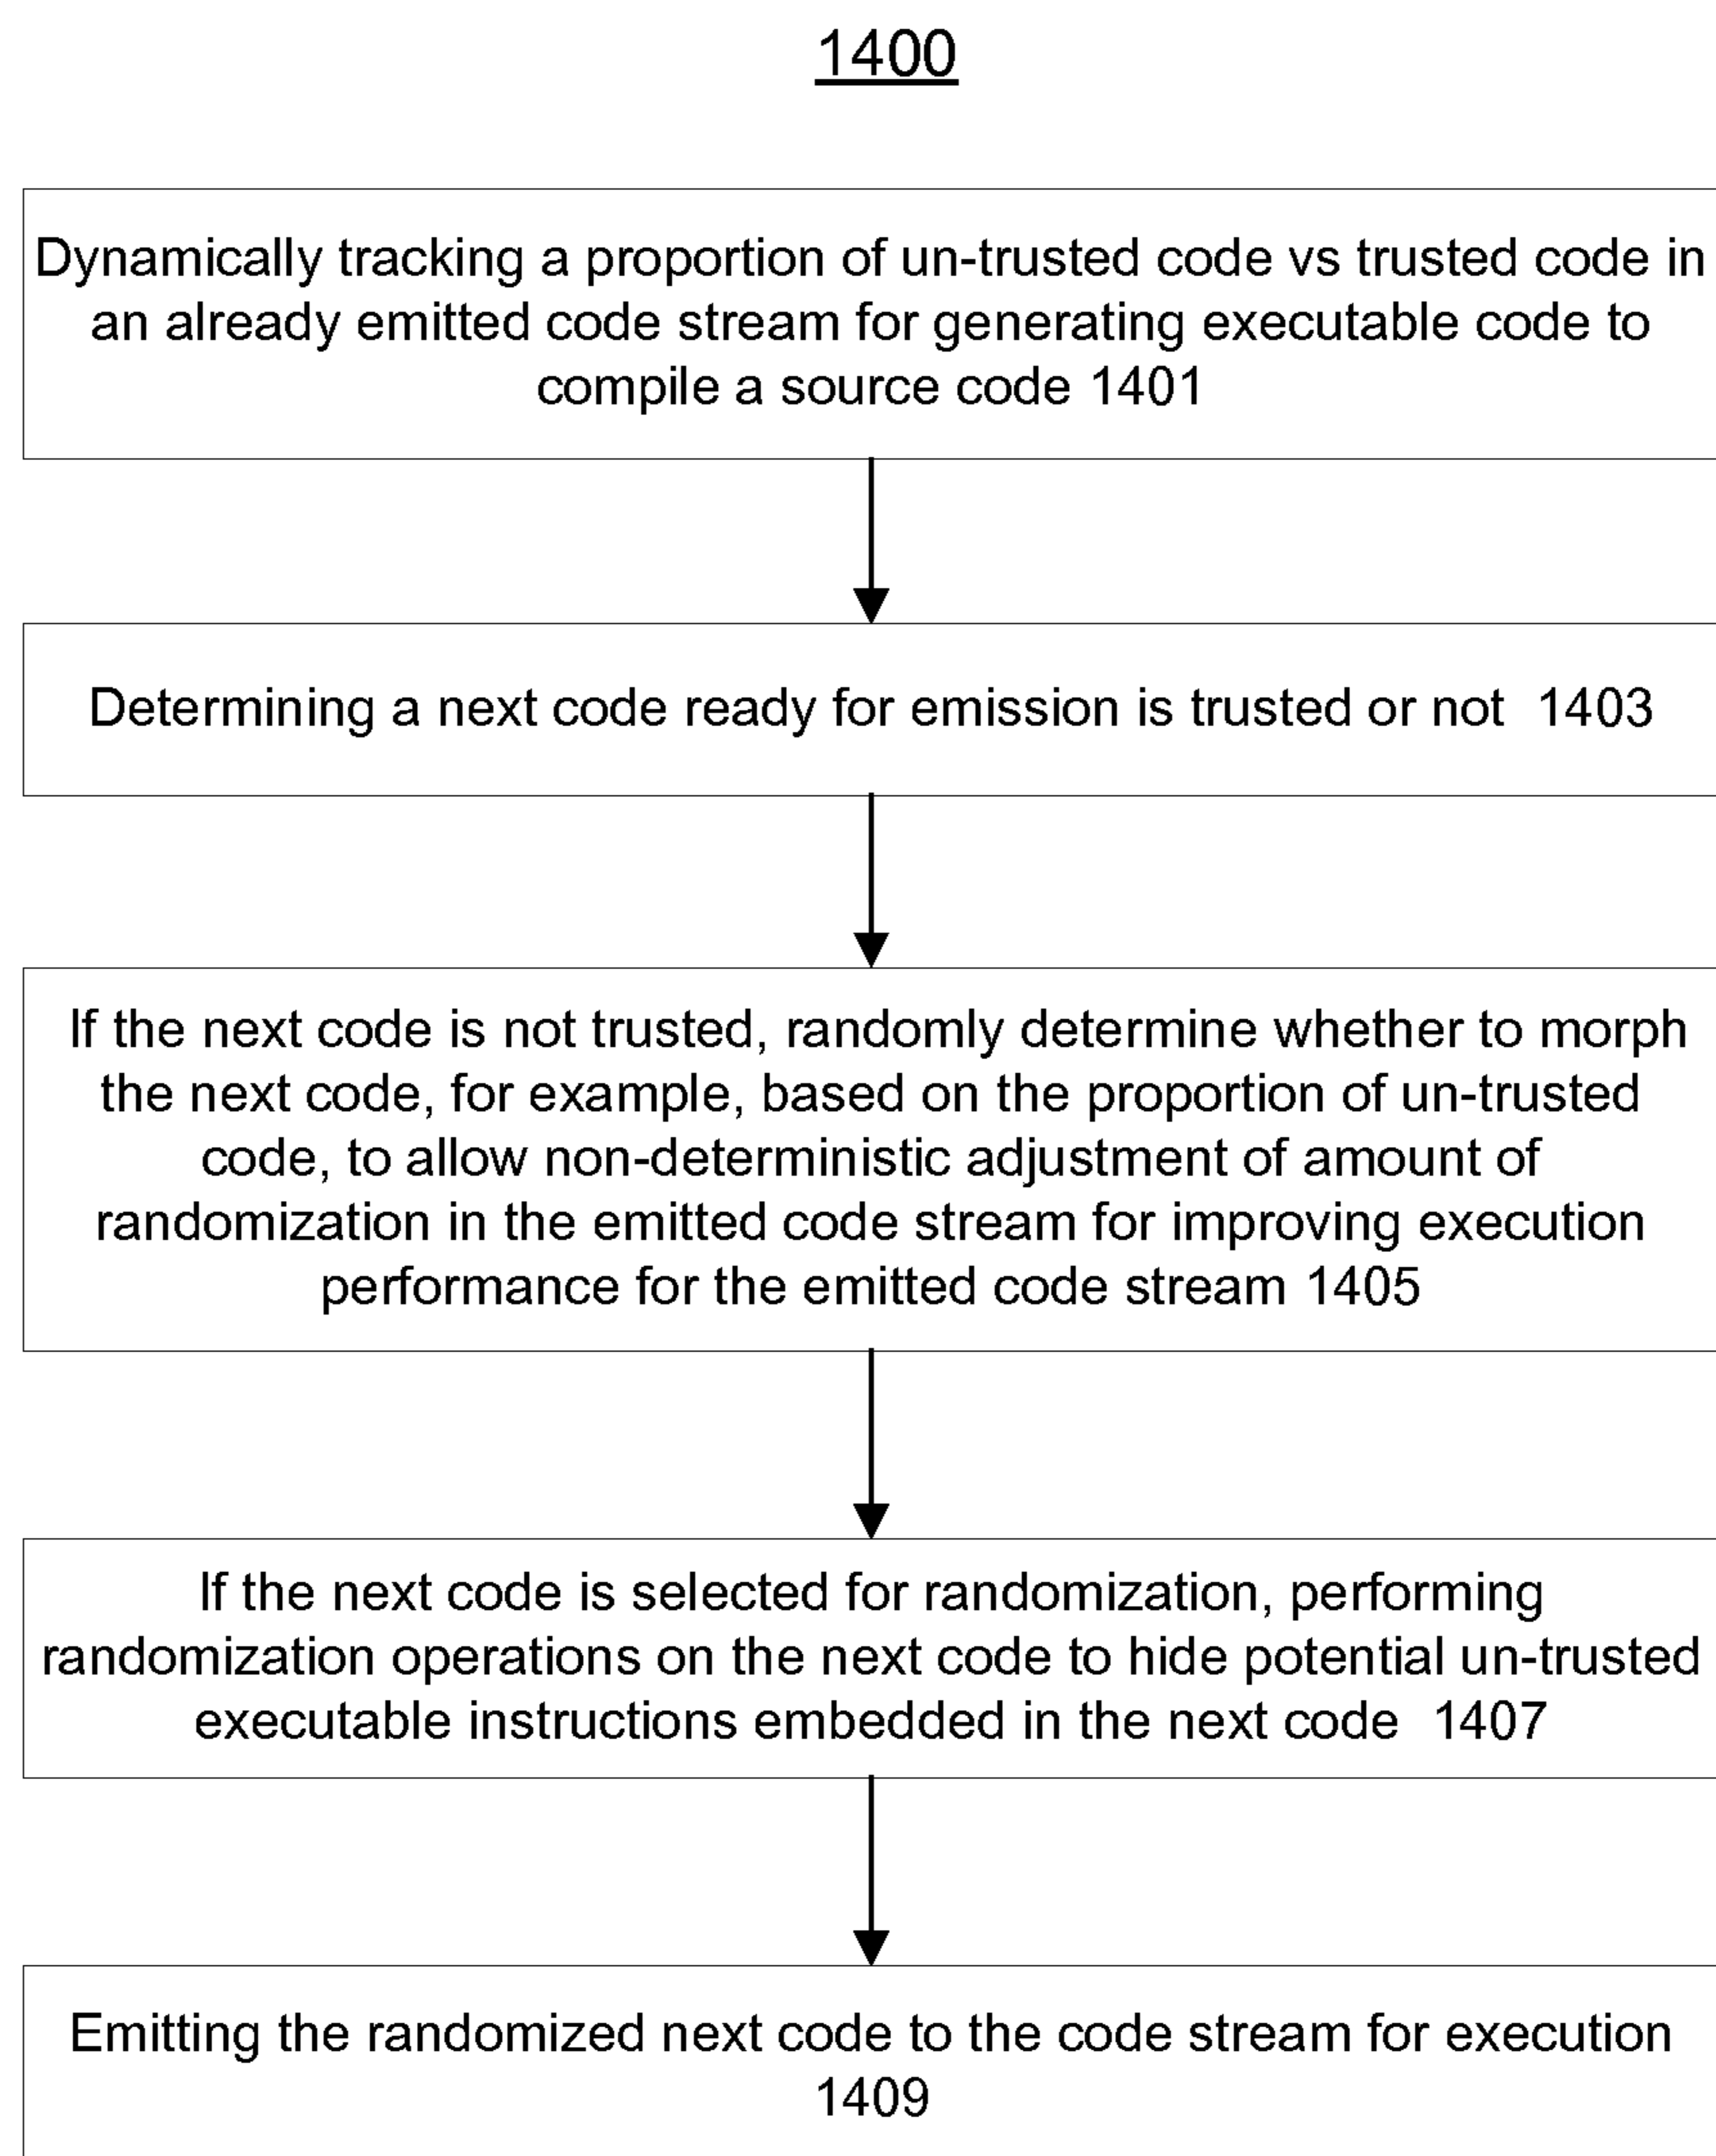 1400
Dynamically tracking a proportion of un-trusted code vs trusted code in
an already emitted code stream for generating executable code to
compile a source code 1401
Determining a next code ready for emission is trusted or not 1403
If the next code is not trusted, randomly determine whether to morph
the next code, for example, based on the proportion of un-trusted
code, to allow non-deterministic adjustment of amount of
randomization in the emitted code stream for improving execution
performance for the emitted code stream 1405
If the next code is selected for randomization, performing
randomization operations on the next code to hide potential un-trusted
executable instructions embedded in the next code 1407
Emitting the randomized next code to the code stream for execution
1409